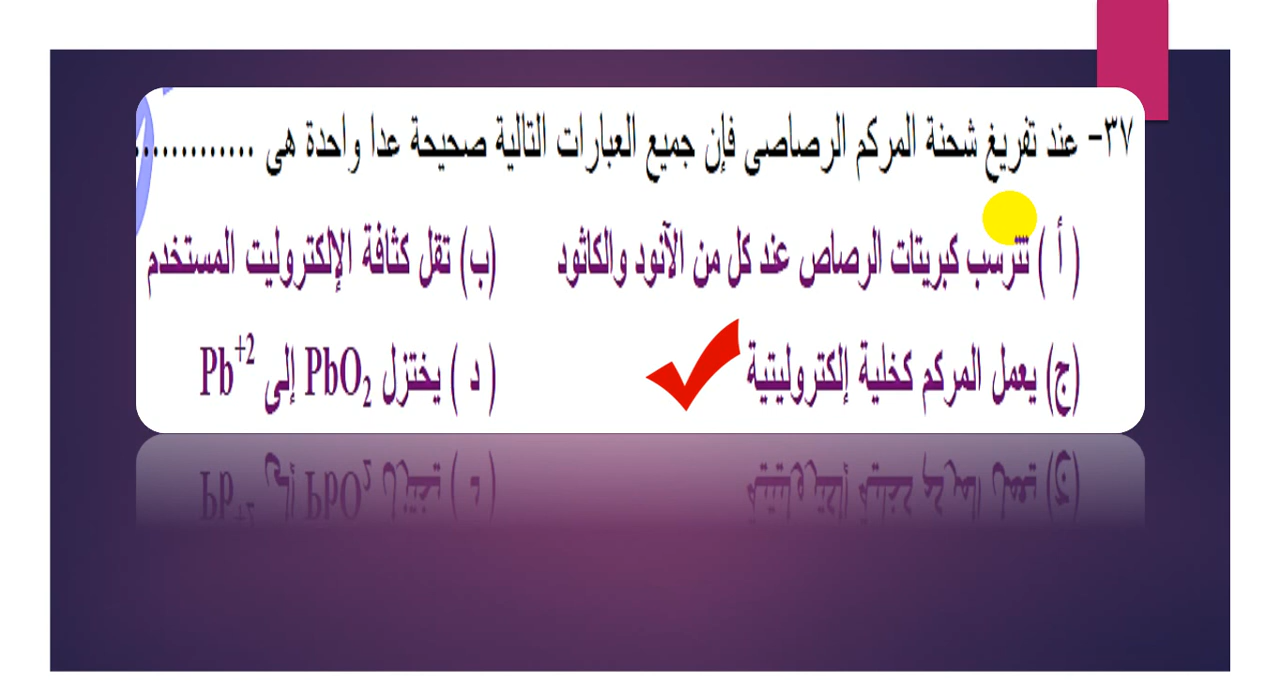 ٣٧- عند تفريغ شحنة المركم الرصاصى فإن جميع العبارات التالية صحيحة عدا واحدة هى .............
( أ ) تترسب كبريتات الرصاص عند كل من الآنود والكاثود (ب) تقل كثافة الإلكتروليت المستخدم
(ج) يعمل المركم كخلية إلكتروليتية ( د ) يختزل PbO₂ إلى Pb⁺²